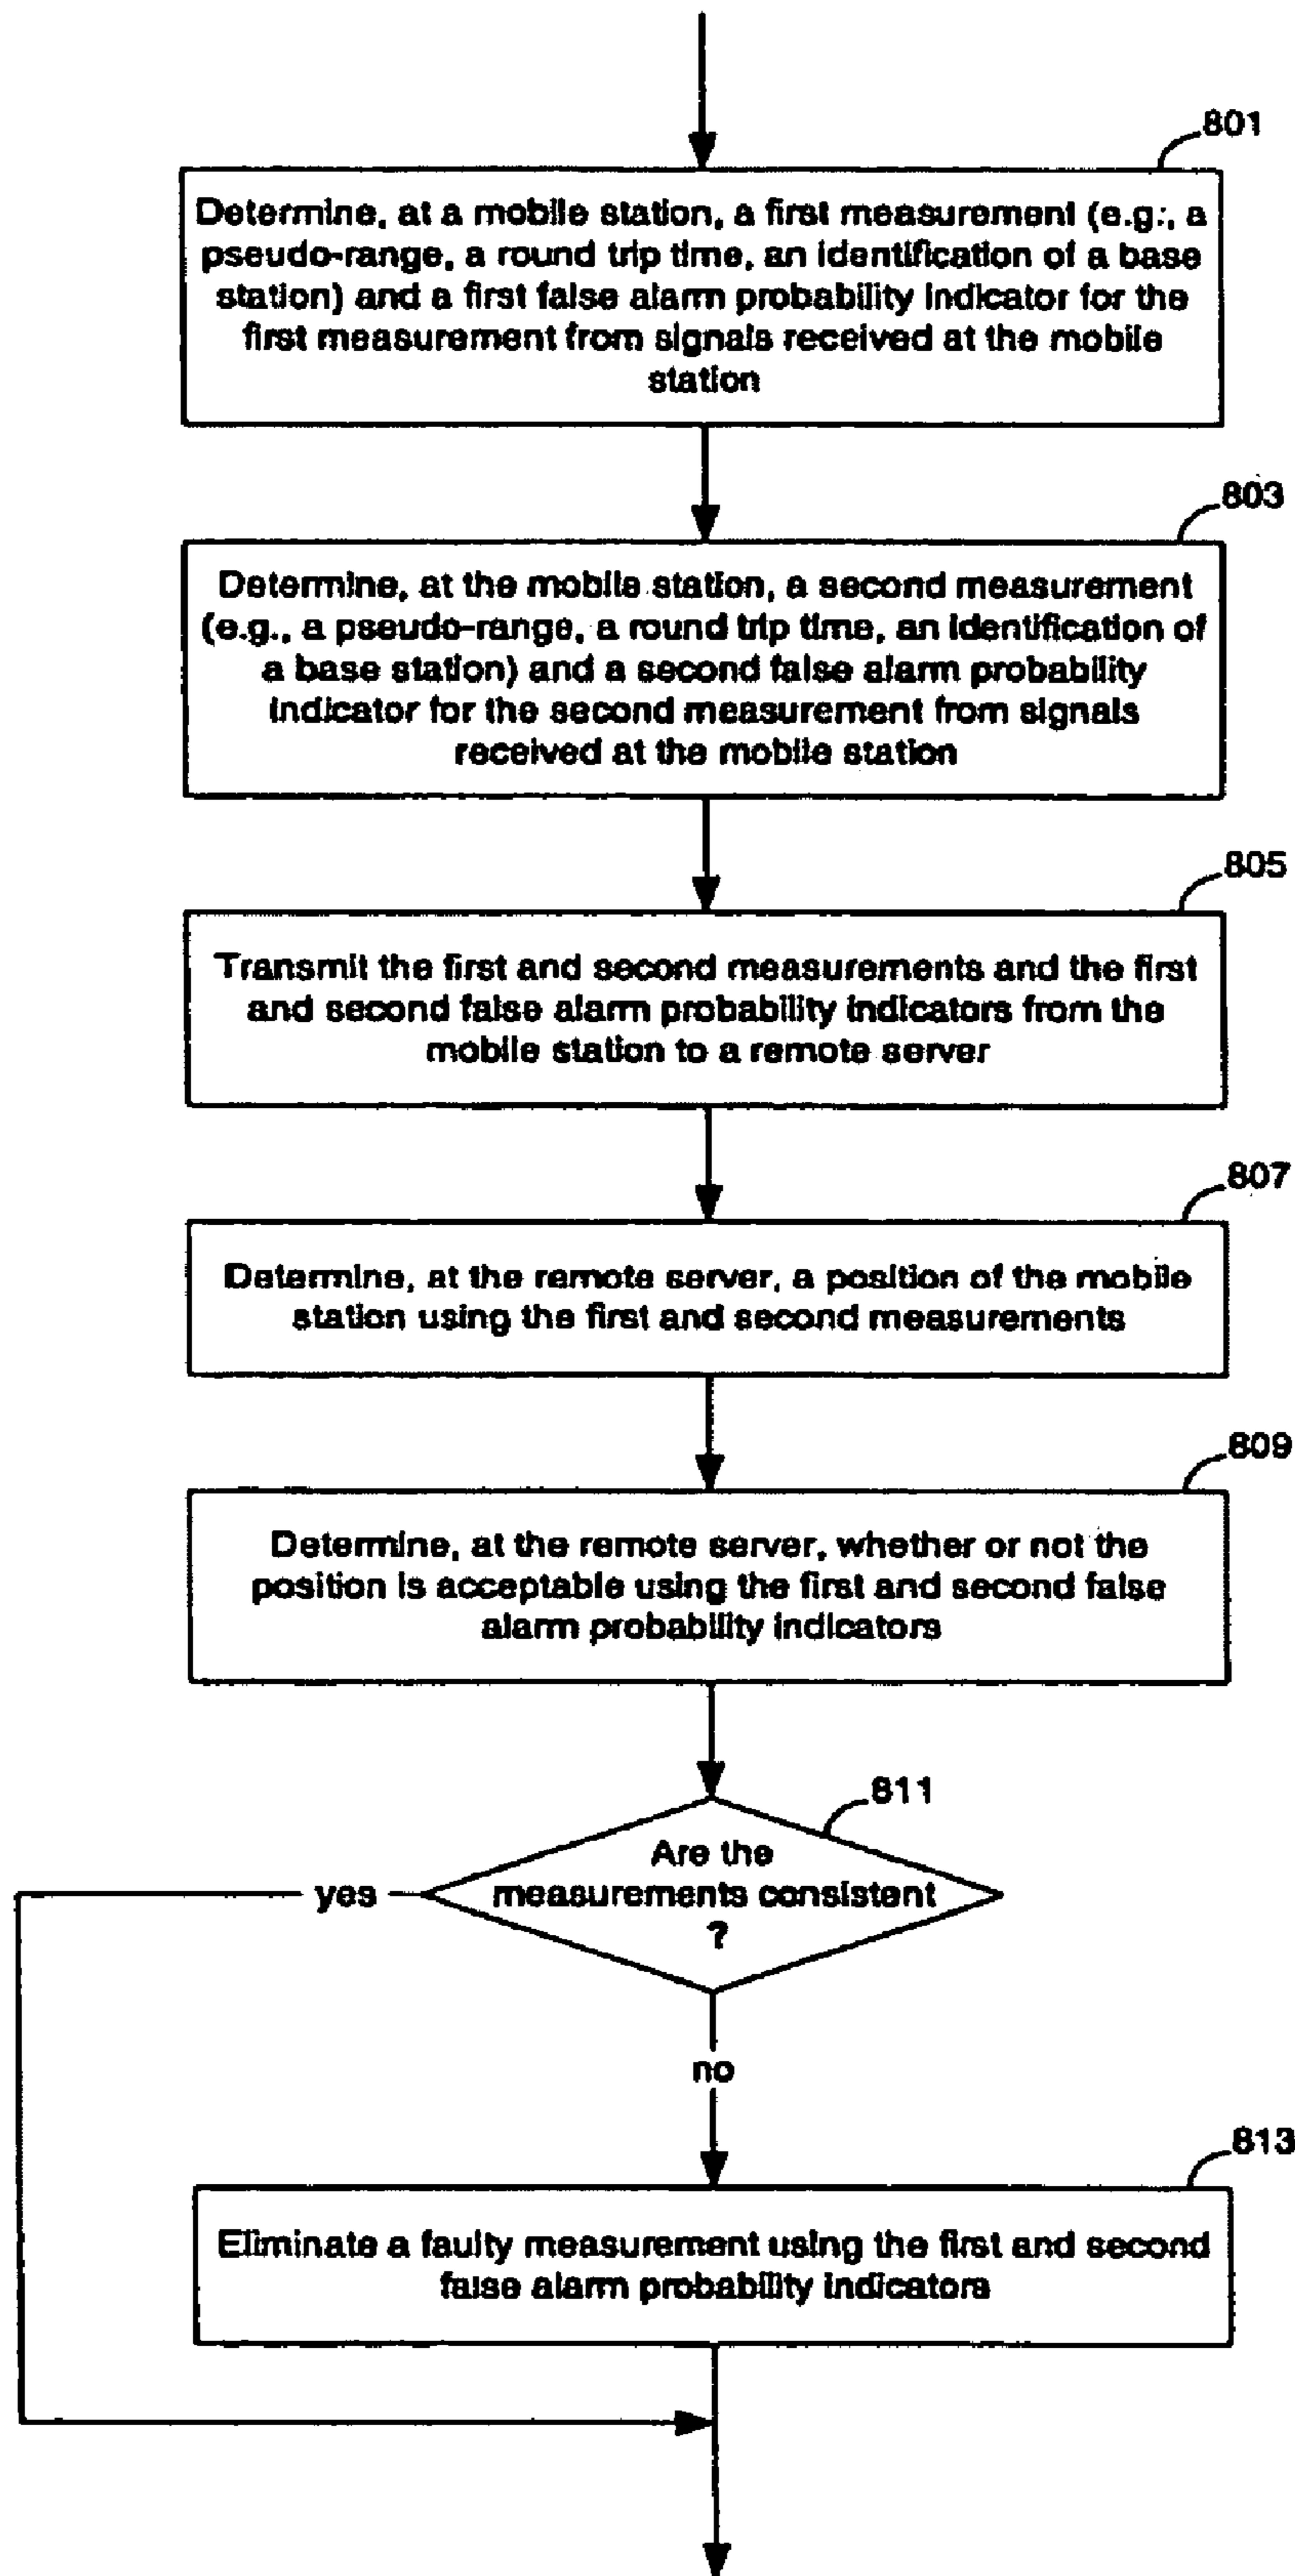 801
Determine, at a mobile station, a first measurement (e.g., a
pseudo-range, a round trip time, an identification of a base
station) and a first false alarm probability indicator for the
first measurement from signals received at the mobile
station
803
Determine, at the mobile station, a second measurement
(e.g., a pseudo-range, a round trip time, an identification of
a base station) and a second false alarm probability
indicator for the second measurement from signals
received at the mobile station
805
Transmit the first and second measurements and the first
and second false alarm probability indicators from the
mobile station to a remote server
807
Determine, at the remote server, a position of the mobile
station using the first and second measurements
809
Determine, at the remote server, whether or not the
position is acceptable using the first and second false
alarm probability indicators
811
Are the
yes
measurements consistent
?
no
813
Eliminate a faulty measurement using the first and second
false alarm probability indicators